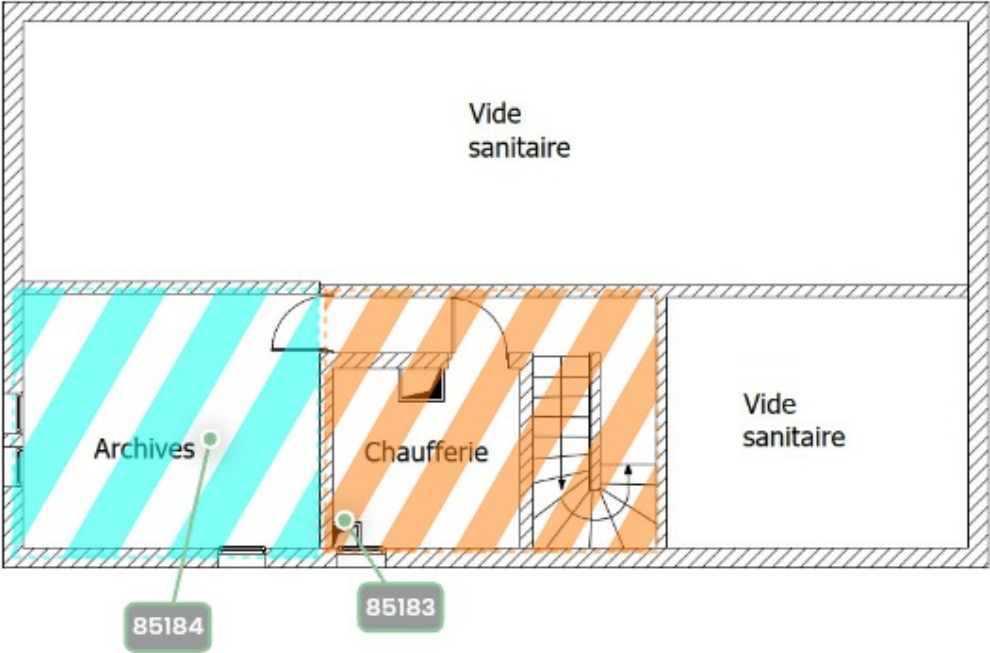 Vide
sanitaire
Vide
sanitaire
Archives
Chaufferie
85183
85184